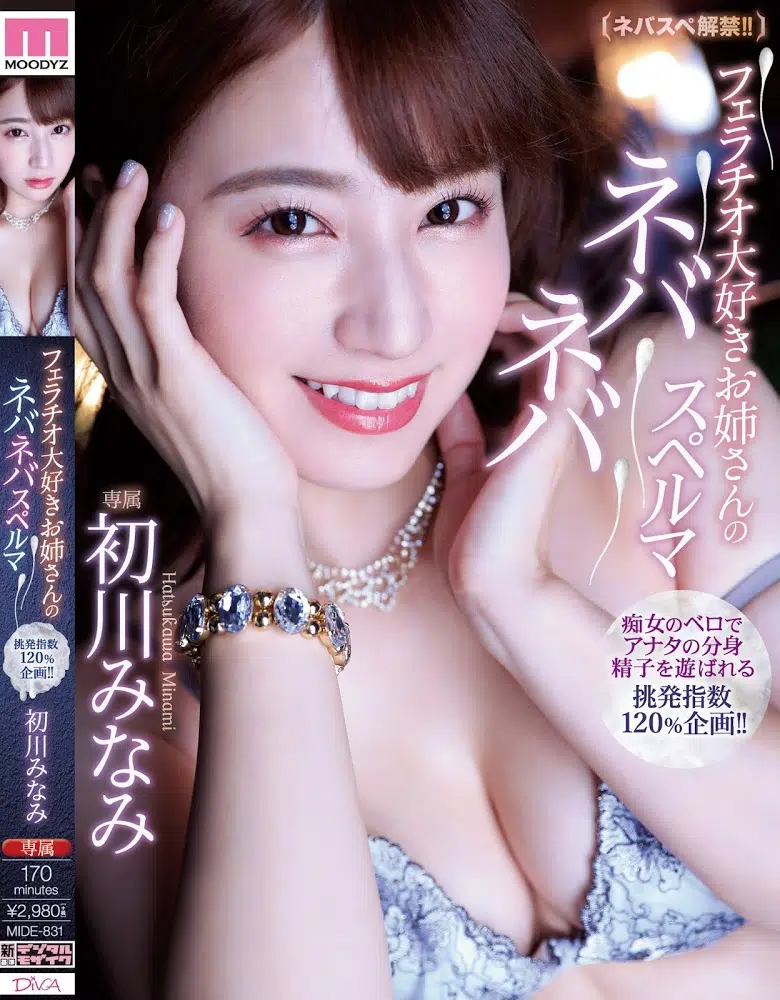 MOODYZ
フェラチオ大好きお姉さんの
ネバネバスペルマ
挑発指数
120%
企画!!
初川みなみ
専属
170
minutes
¥2,980+税
MIDE-831
新基準
デジタル
モザイク
DIVGA
ネバスペ解禁!!
フェラチオ大好きお姉さんの
ネバ
ネバ
スペルマ
専属
初川みなみ
Hatsukawa Minami
痴女のベロで
アナタの分身
精子を遊ばれる
挑発指数
120%企画!!